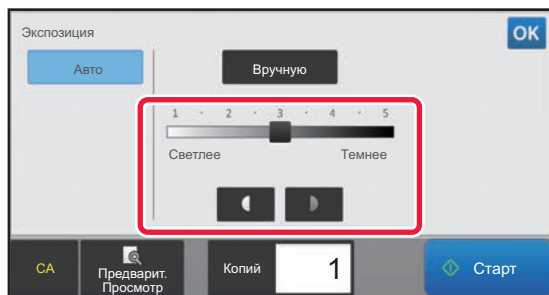 Экспозиция
OK
Авто
Вручную
1 · 2 · 3 · 4 · 5
Светлее
Темнее
CA
Предварит.
Просмотр
Копий
1
Старт